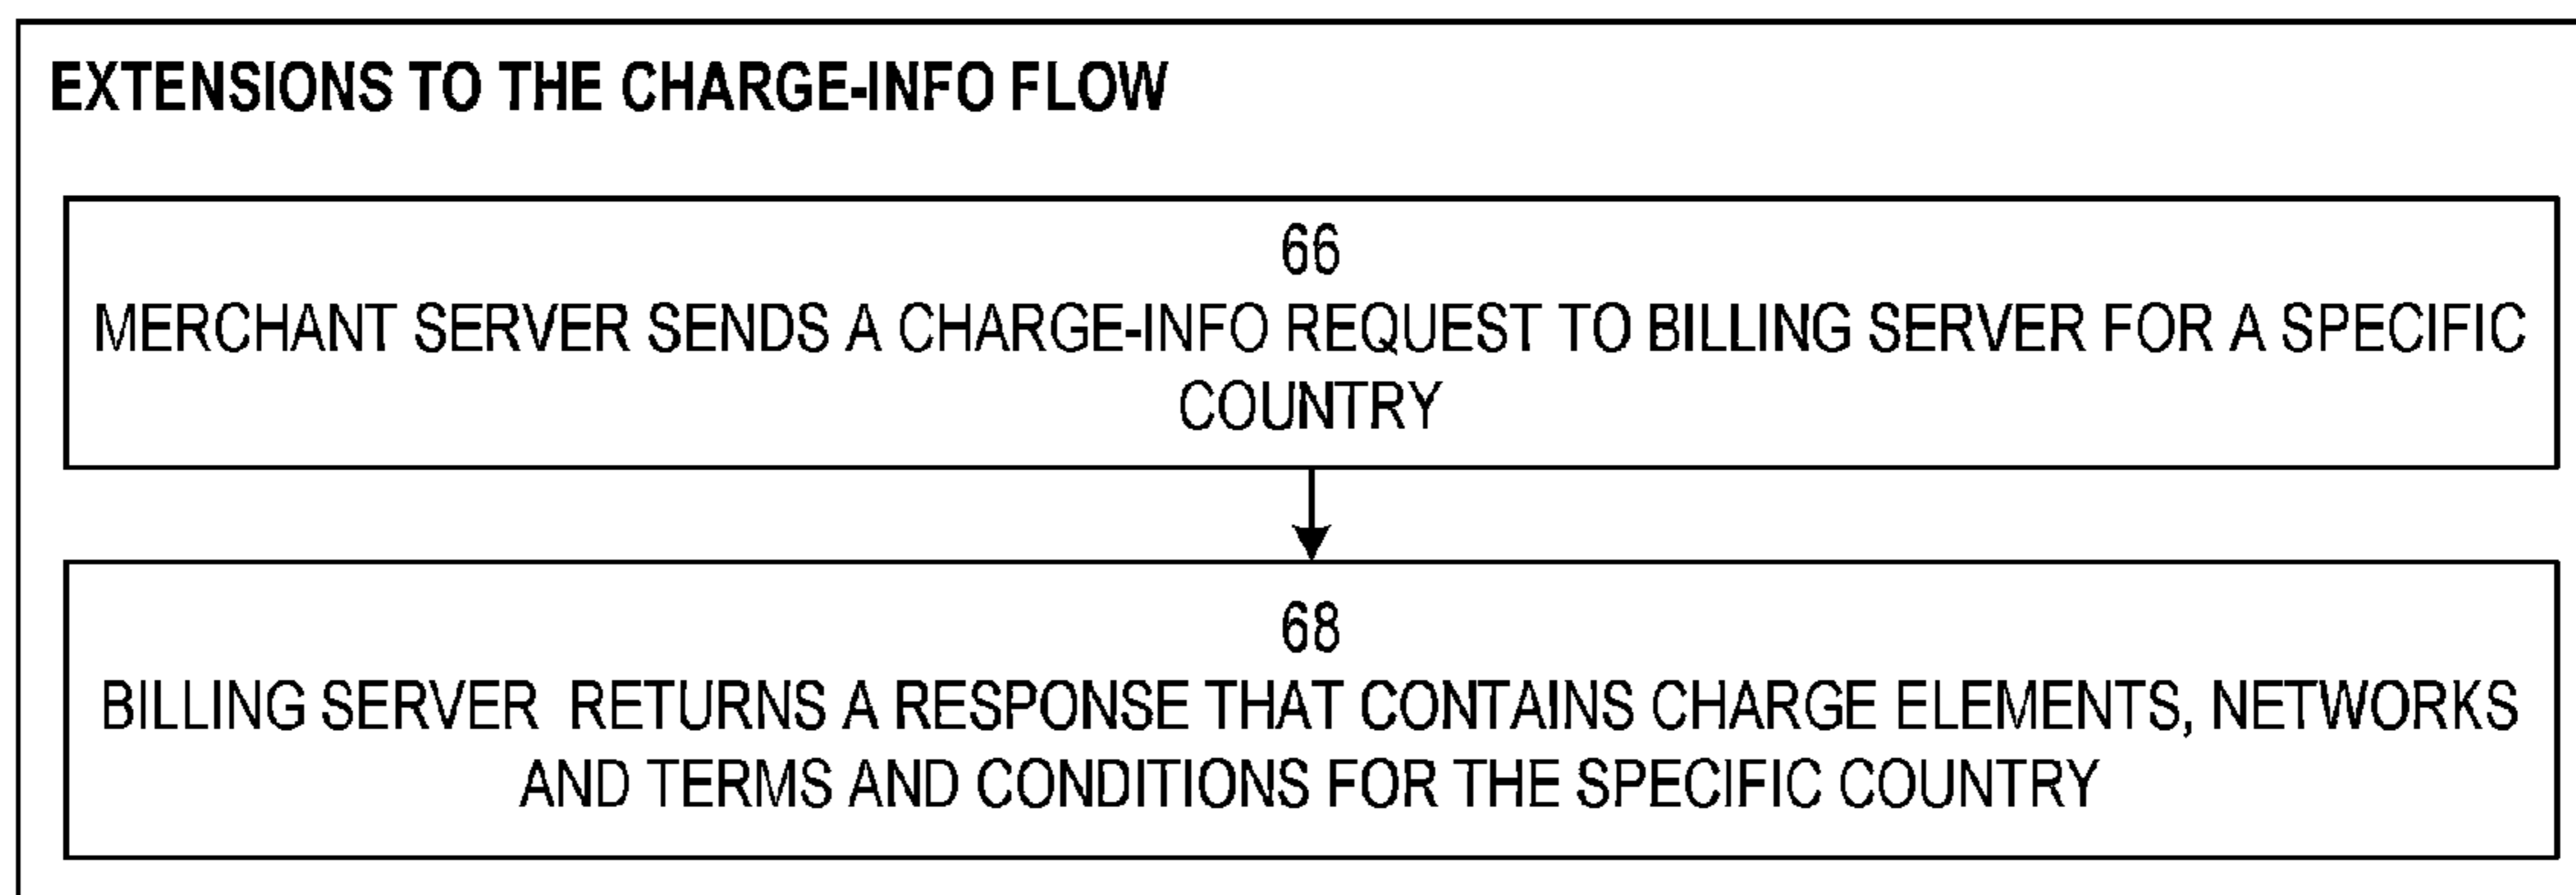 EXTENSIONS TO THE CHARGE-INFO FLOW
66
MERCHANT SERVER SENDS A CHARGE-INFO REQUEST TO BILLING SERVER FOR A SPECIFIC
COUNTRY
68
BILLING SERVER RETURNS A RESPONSE THAT CONTAINS CHARGE ELEMENTS, NETWORKS
AND TERMS AND CONDITIONS FOR THE SPECIFIC COUNTRY